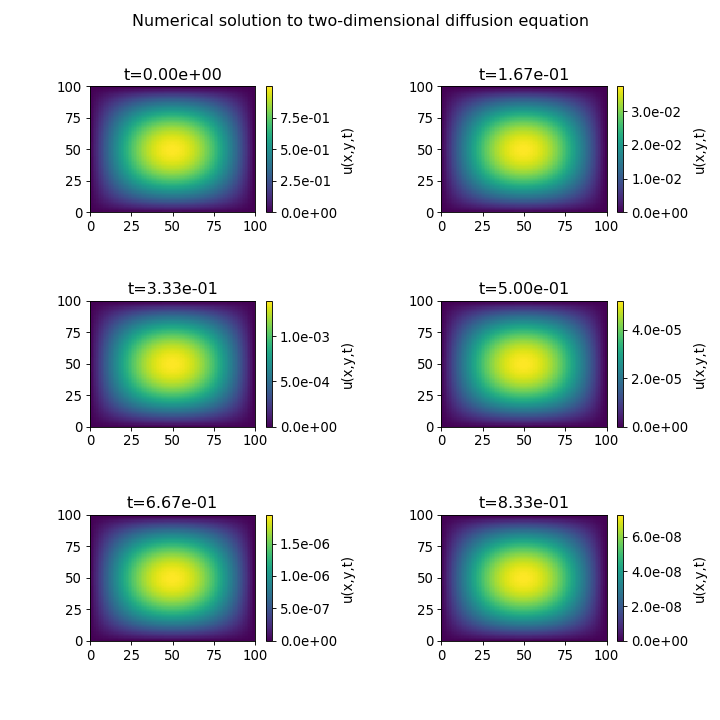 Numerical solution to two-dimensional diffusion equation
t=0.00e+00
100
75
50
25
0
0 25 50 75 100
7.5e-01
5.0e-01
2.5e-01
0.0e+00
u(x,y,t)
t=1.67e-01
100
75
50
25
0
0 25 50 75 100
3.0e-02
2.0e-02
1.0e-02
0.0e+00
u(x,y,t)
t=3.33e-01
100
75
50
25
0
0 25 50 75 100
1.0e-03
5.0e-04
0.0e+00
u(x,y,t)
t=5.00e-01
100
75
50
25
0
0 25 50 75 100
4.0e-05
2.0e-05
0.0e+00
u(x,y,t)
t=6.67e-01
100
75
50
25
0
0 25 50 75 100
1.5e-06
1.0e-06
5.0e-07
0.0e+00
u(x,y,t)
t=8.33e-01
100
75
50
25
0
0 25 50 75 100
6.0e-08
4.0e-08
2.0e-08
0.0e+00
u(x,y,t)